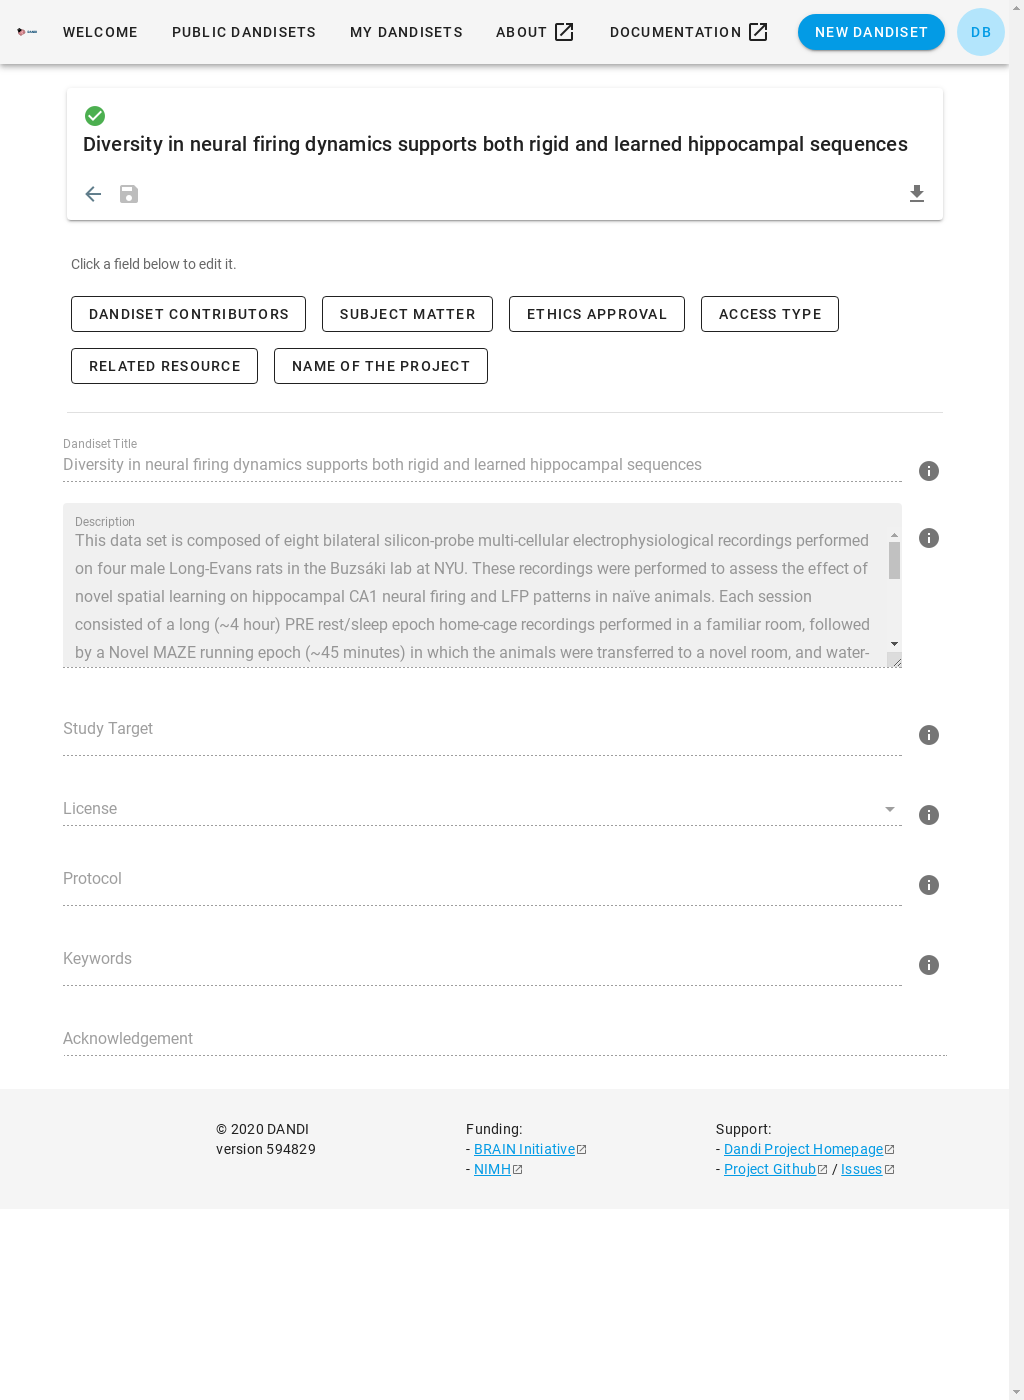 DANDI WELCOME PUBLIC DANDISETS MY DANDISETS ABOUT DOCUMENTATION NEW DANDISET DB
Diversity in neural firing dynamics supports both rigid and learned hippocampal sequences
Click a field below to edit it.
DANDISET CONTRIBUTORS SUBJECT MATTER ETHICS APPROVAL ACCESS TYPE
RELATED RESOURCE NAME OF THE PROJECT
Dandiset Title
Diversity in neural firing dynamics supports both rigid and learned hippocampal sequences
Description
This data set is composed of eight bilateral silicon-probe multi-cellular electrophysiological recordings performed
on four male Long-Evans rats in the Buzsáki lab at NYU. These recordings were performed to assess the effect of
novel spatial learning on hippocampal CA1 neural firing and LFP patterns in naïve animals. Each session
consisted of a long (~4 hour) PRE rest/sleep epoch home-cage recordings performed in a familiar room, followed
by a Novel MAZE running epoch (~45 minutes) in which the animals were transferred to a novel room, and water-
Study Target
License
Protocol
Keywords
Acknowledgement
© 2020 DANDI
version 594829
Funding:
- BRAIN Initiative
- NIMH
Support:
- Dandi Project Homepage
- Project Github / Issues